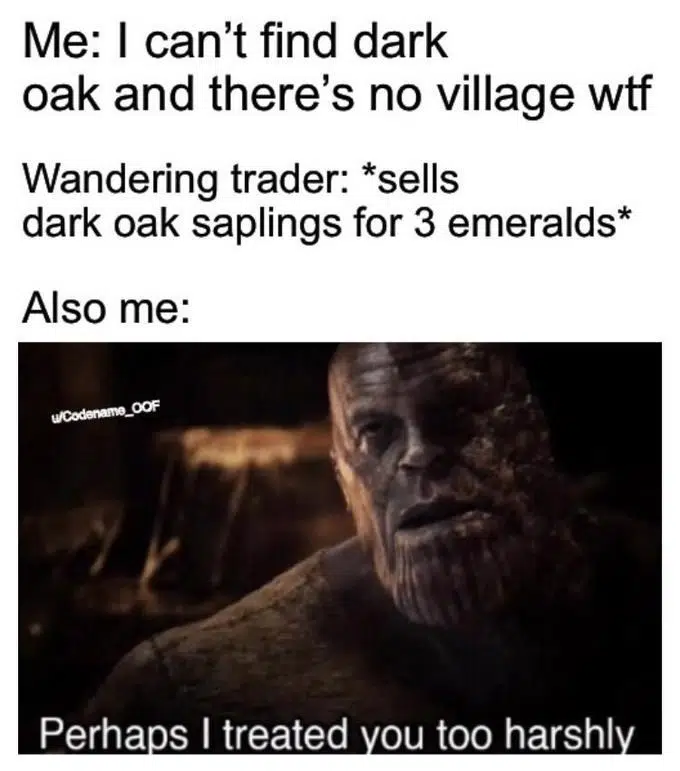 Me: I can't find dark
oak and there's no village wtf
Wandering trader: *sells
dark oak saplings for 3 emeralds*
Also me:
u/Codename_OOF
Perhaps I treated you too harshly